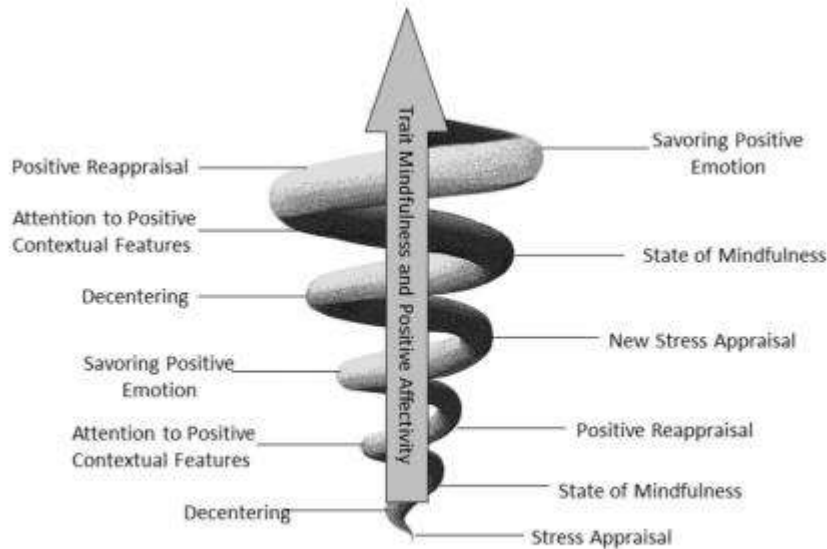 Trait Mindfulness and Positive Affectivity
Savoring Positive
Emotion
Positive Reappraisal
Attention to Positive
Contextual Features
State of Mindfulness
Decentering
New Stress Appraisal
Savoring Positive
Emotion
Positive Reappraisal
Attention to Positive
Contextual Features
State of Mindfulness
Decentering
Stress Appraisal